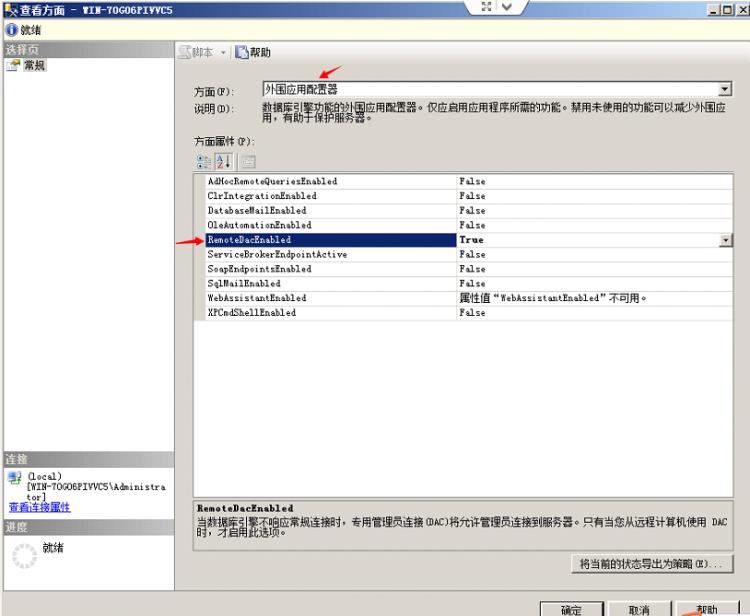 查看方面 - WIN-70G06PIVVC5
就绪
选择页
常规
脚本 帮助
方面(F): 外围应用配置器
说明(D): 数据库引擎功能的外围应用配置器。仅应启用应用程序所需的功能。禁用未使用的功能可以减少外围应
用，有助于保护服务器。
方面属性(P):
AdHocRemoteQueriesEnabled False
ClrIntegrationEnabled False
DatabaseMailEnabled False
OleAutomationEnabled False
RemoteDacEnabled True
ServiceBrokerEndpointActive False
SoapEndpointsEnabled False
SqlMailEnabled False
WebAssistantEnabled 属性值“WebAssistantEnabled”不可用。
XPCmdShellEnabled False
连接
(local)
[WIN-70G06PIVVC5\Administra
tor]
查看连接属性
进度
就绪
RemoteDacEnabled
当数据库引擎不响应常规连接时，专用管理员连接(DAC)将允许管理员连接到服务器。只有当您从远程计算机使用 DAC
时，才启用此选项。
将当前的状态导出为策略(E)...
确定 取消 帮助